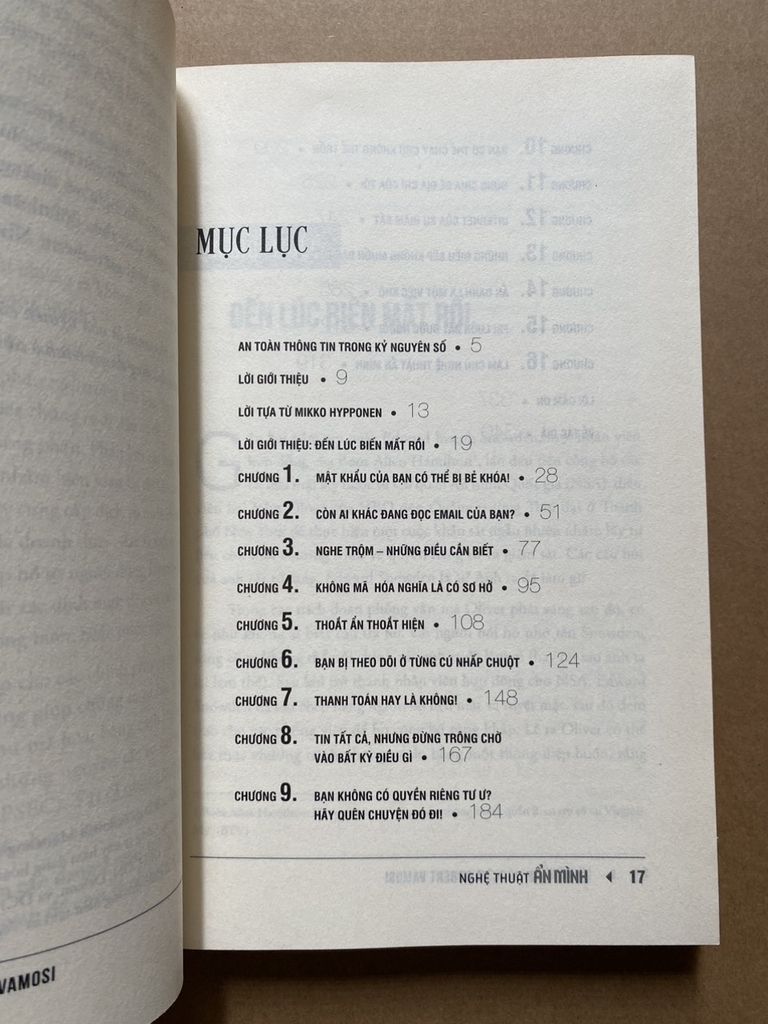 MỤC LỤC
AN TOÀN THÔNG TIN TRONG KỶ NGUYÊN SỐ • 5
LỜI GIỚI THIỆU • 9
LỜI TỰA TỪ MIKKO HYPPONEN • 13
LỜI GIỚI THIỆU: ĐẾN LÚC BIẾN MẤT RỒI • 19
CHƯƠNG 1. MẬT KHẨU CỦA BẠN CÓ THỂ BỊ BẺ KHÓA! • 28
CHƯƠNG 2. CÒN AI KHÁC ĐANG ĐỌC EMAIL CỦA BẠN? • 51
CHƯƠNG 3. NGHE TRỘM – NHỮNG ĐIỀU CẦN BIẾT • 77
CHƯƠNG 4. KHÔNG MÃ HÓA NGHĨA LÀ CÓ SƠ HỞ • 95
CHƯƠNG 5. THOẮT ẨN THOẮT HIỆN • 108
CHƯƠNG 6. BẠN BỊ THEO DÕI Ở TỪNG CÚ NHẤP CHUỘT • 124
CHƯƠNG 7. THANH TOÁN HAY LÀ KHÔNG! • 148
CHƯƠNG 8. TIN TẤT CẢ, NHƯNG ĐỪNG TRÔNG CHỜ
VÀO BẤT KỲ ĐIỀU GÌ • 167
CHƯƠNG 9. BẠN KHÔNG CÓ QUYỀN RIÊNG TƯ Ư?
HÃY QUÊN CHUYỆN ĐÓ ĐI! • 184
NGHỆ THUẬT ẨN MÌNH ◄ 17
VAMOSI